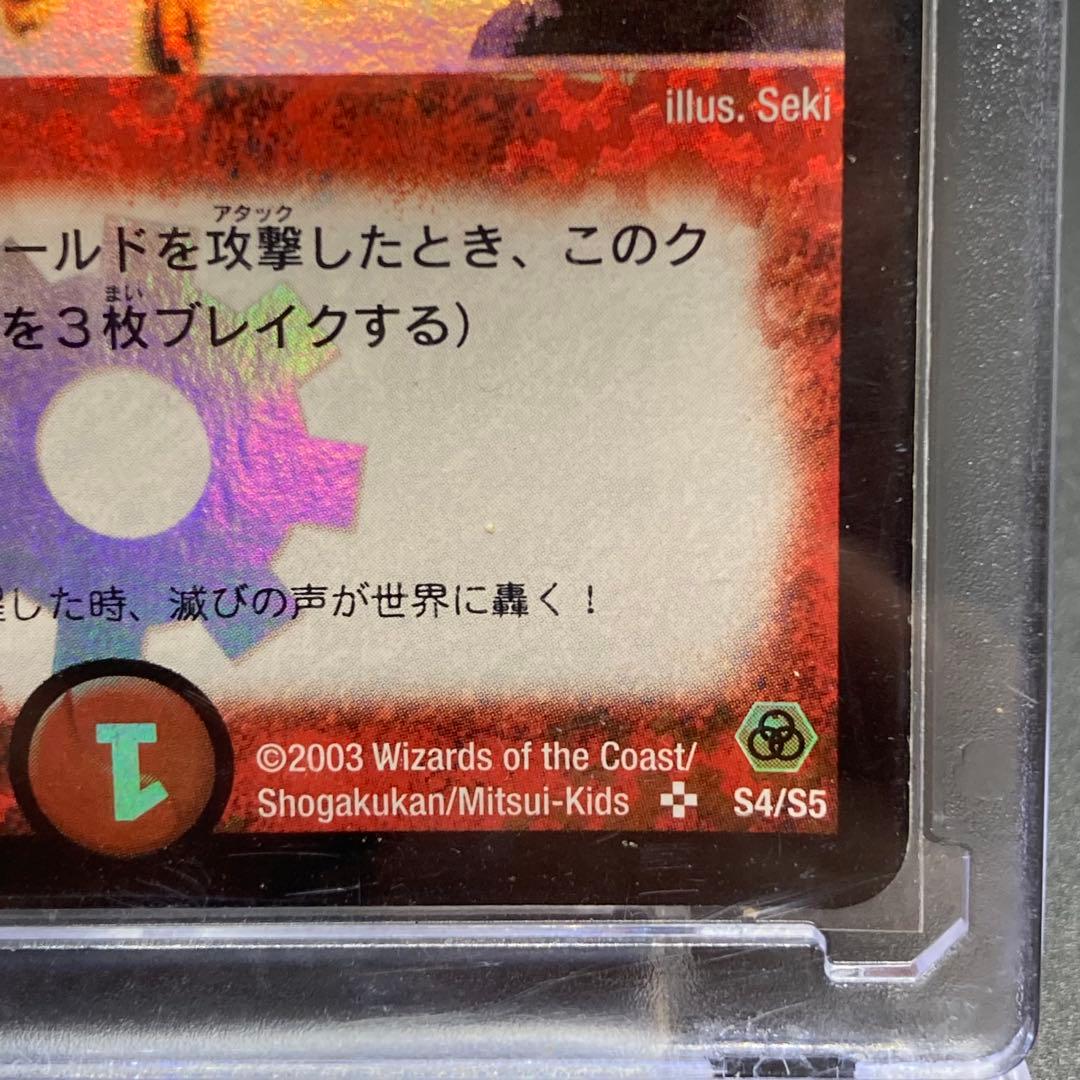 illus. Seki
アタック
ールドを攻撃したとき、このク
まい
を3枚ブレイクする）
した時、滅びの声が世界に轟く！
1
©2003 Wizards of the Coast/
Shogakukan/Mitsui-Kids
S4/S5